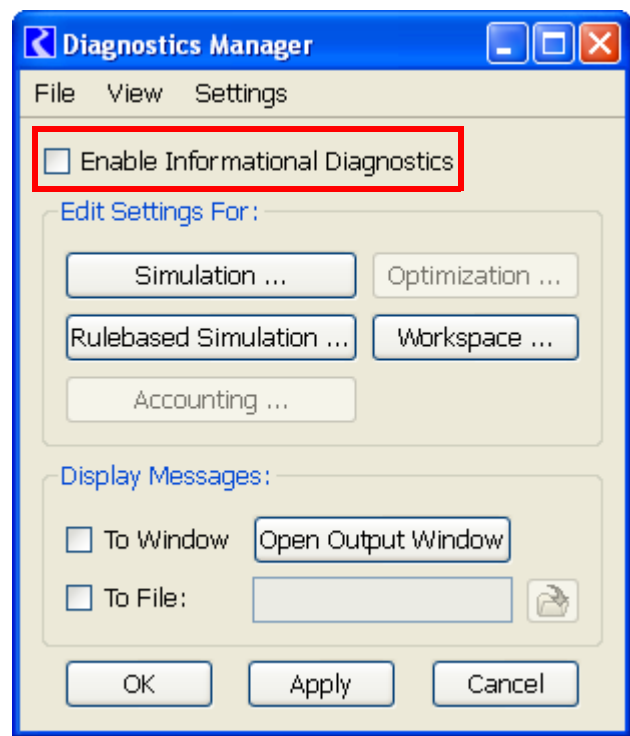 Diagnostics Manager
File View Settings
Enable Informational Diagnostics
Edit Settings For:
Simulation ... Optimization ...
Rulebased Simulation ... Workspace ...
Accounting ...
Display Messages:
To Window Open Output Window
To File:
OK Apply Cancel